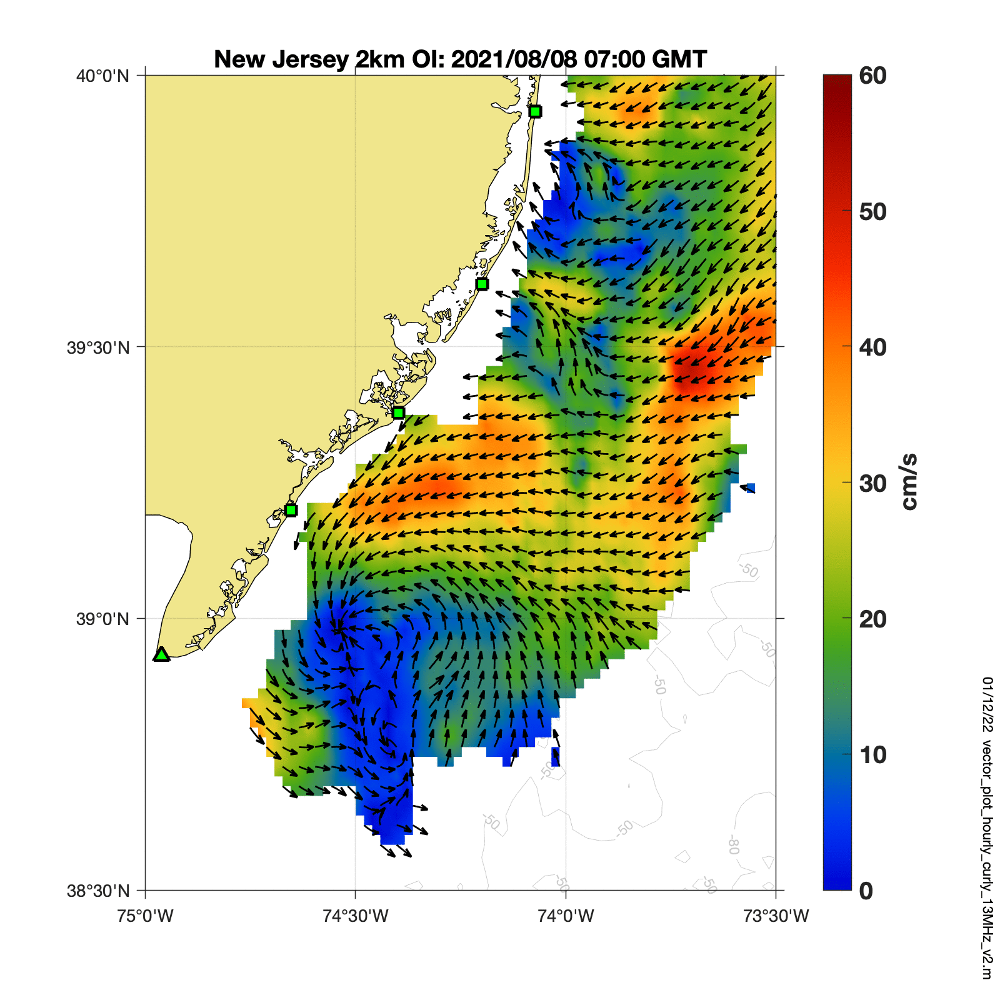 New Jersey 2km OI: 2021/08/08 07:00 GMT
40°0'N
39°30'N
39°0'N
38°30'N
75°0'W
74°30'W
74°0'W
73°30'W
60
50
40
30
20
10
0
cm/s
-50
-50
-50
-50
-50
-50
-80
-50
-50
01/12/22 vector_plot_hourly_curly_13MHz_v2.m